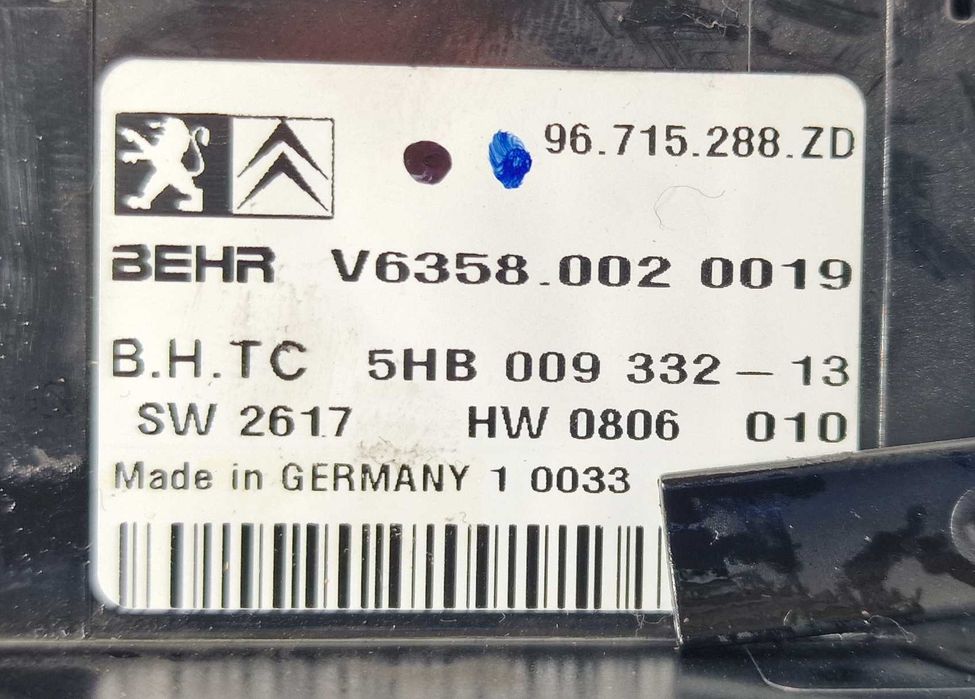 96.715.288.ZD
BEHR V6358.002 0019
B.H.TC 5HB 009 332 – 13
SW 2617 HW 0806 010
Made in GERMANY 1 0033